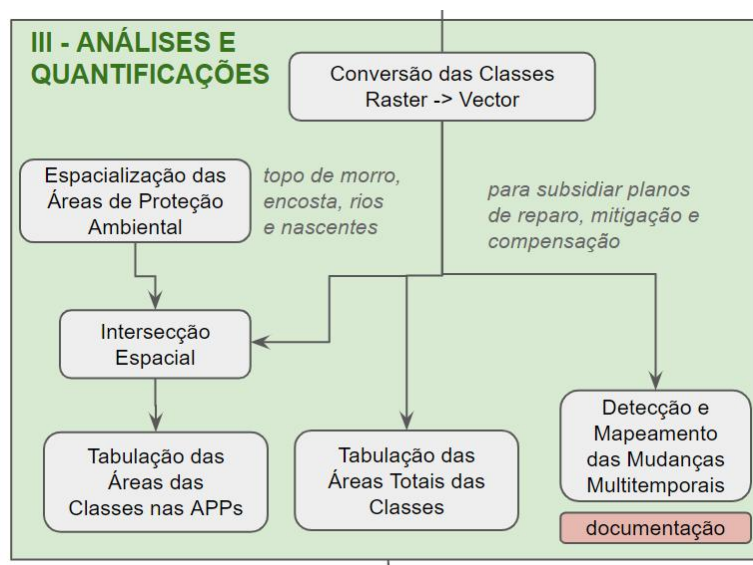 III - ANÁLISES E
QUANTIFICAÇÕES
Conversão das Classes
Raster -> Vector
Espacialização das
Áreas de Proteção
Ambiental
topo de morro,
encosta, rios
e nascentes
para subsidiar planos
de reparo, mitigação e
compensação
Intersecção
Espacial
Tabulação das
Áreas das
Classes nas APPs
Tabulação das
Áreas Totais das
Classes
Detecção e
Mapeamento
das Mudanças
Multitemporais
documentação